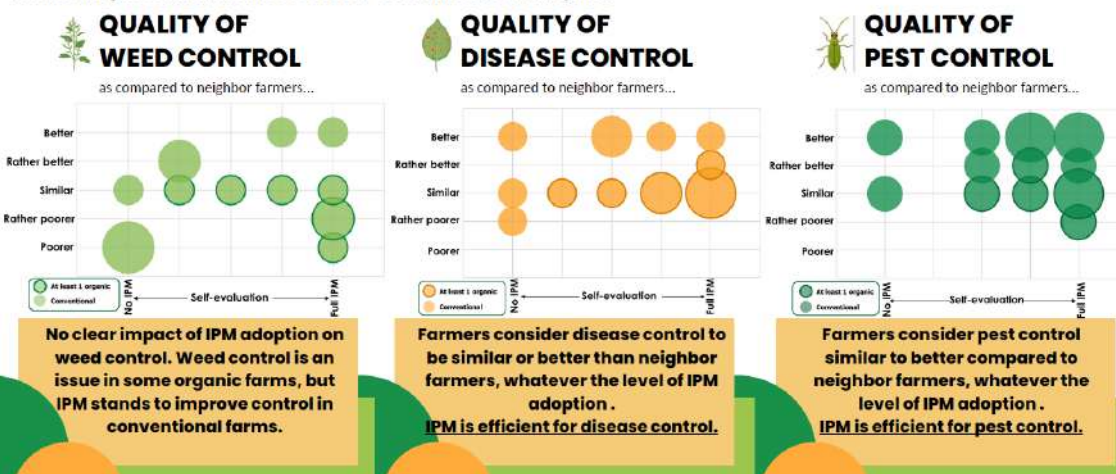 QUALITY OF
WEED CONTROL
as compared to neighbor farmers...
Better
Rather better
Similar
Rather poorer
Poorer
At least 1 organic
Conventional
No IPM
Self-evaluation
Full IPM
No clear impact of IPM adoption on
weed control. Weed control is an
issue in some organic farms, but
IPM stands to improve control in
conventional farms.
QUALITY OF
DISEASE CONTROL
as compared to neighbor farmers...
Better
Rather better
Similar
Rather poorer
Poorer
At least 1 organic
Conventional
No IPM
Self-evaluation
Full IPM
Farmers consider disease control to
be similar or better than neighbor
farmers, whatever the level of IPM
adoption .
IPM is efficient for disease control.
QUALITY OF
PEST CONTROL
as compared to neighbor farmers...
Better
Rather better
Similar
Rather poorer
Poorer
At least 1 organic
Conventional
No IPM
Self-evaluation
Full IPM
Farmers consider pest control
similar to better compared to
neighbor farmers, whatever the
level of IPM adoption .
IPM is efficient for pest control.